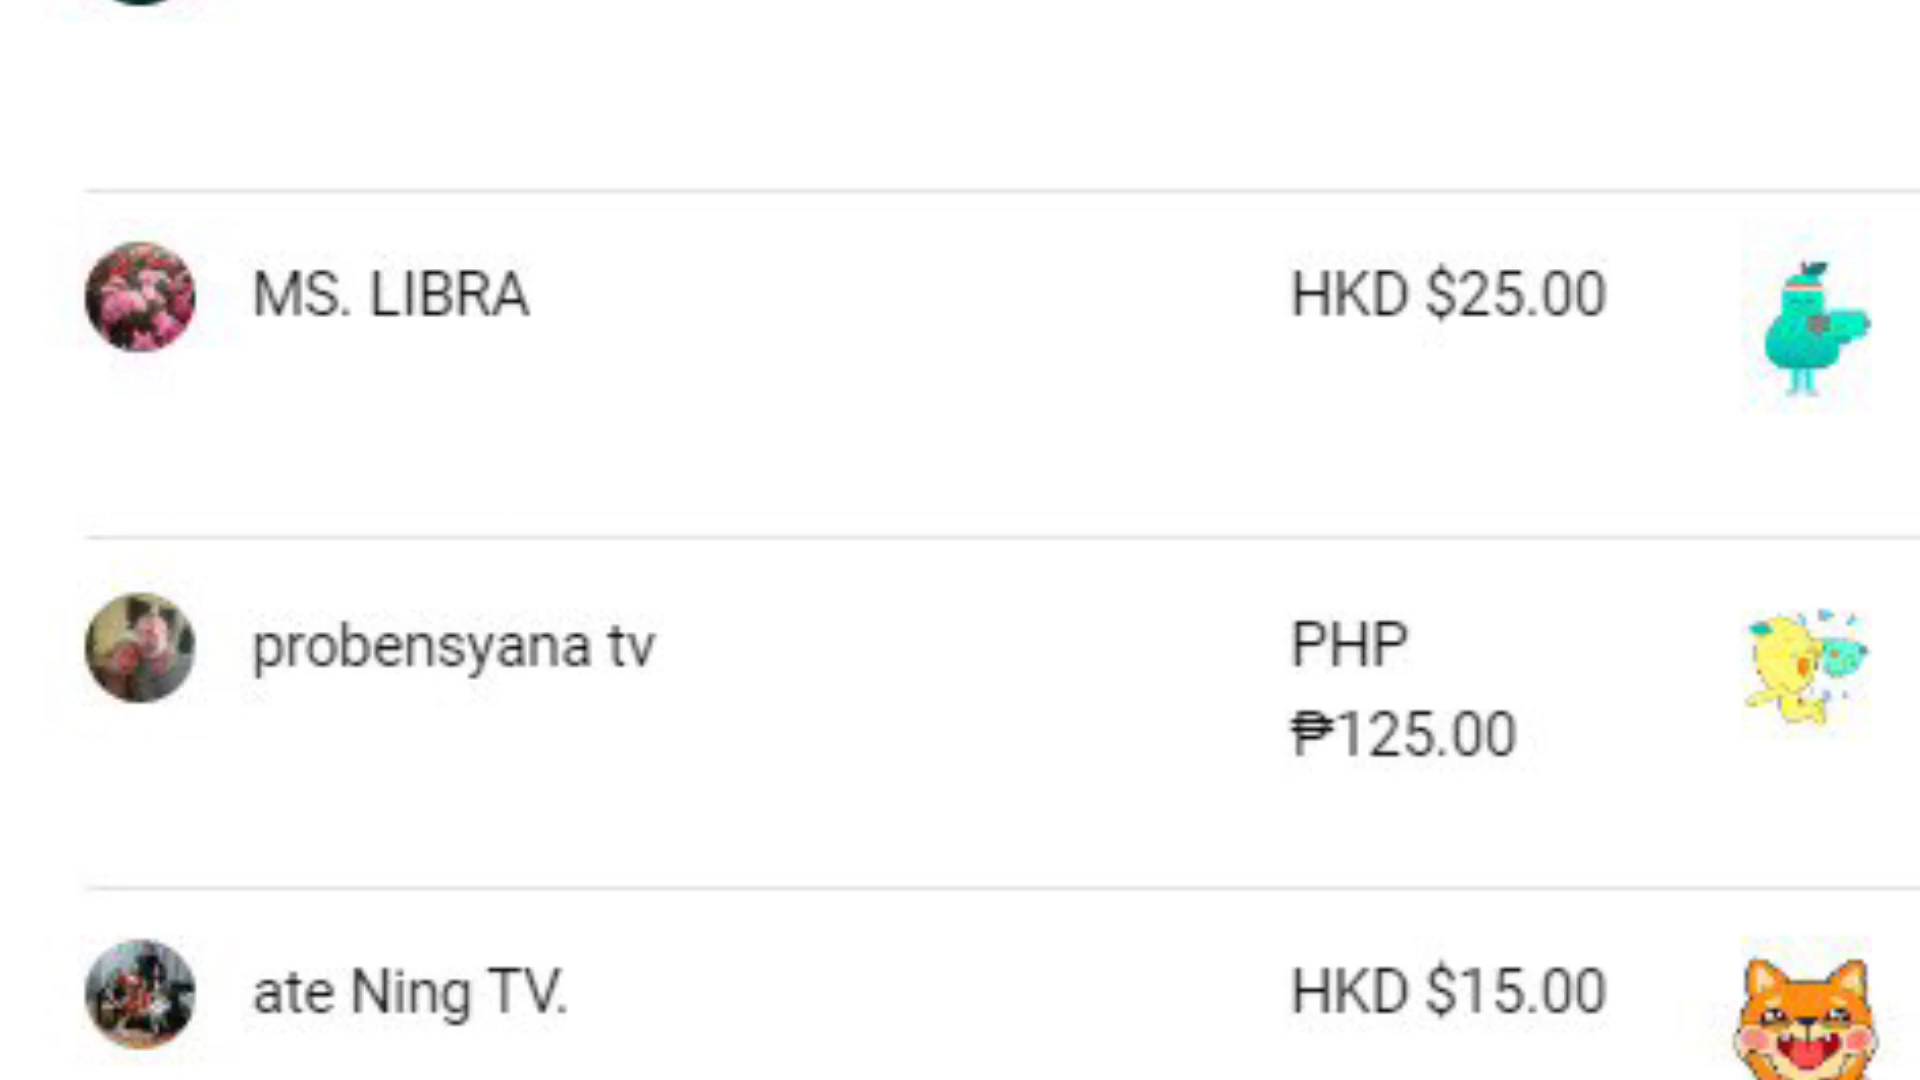 MS. LIBRA HKD $25.00
probensyana tv PHP
₱125.00
ate Ning TV. HKD $15.00